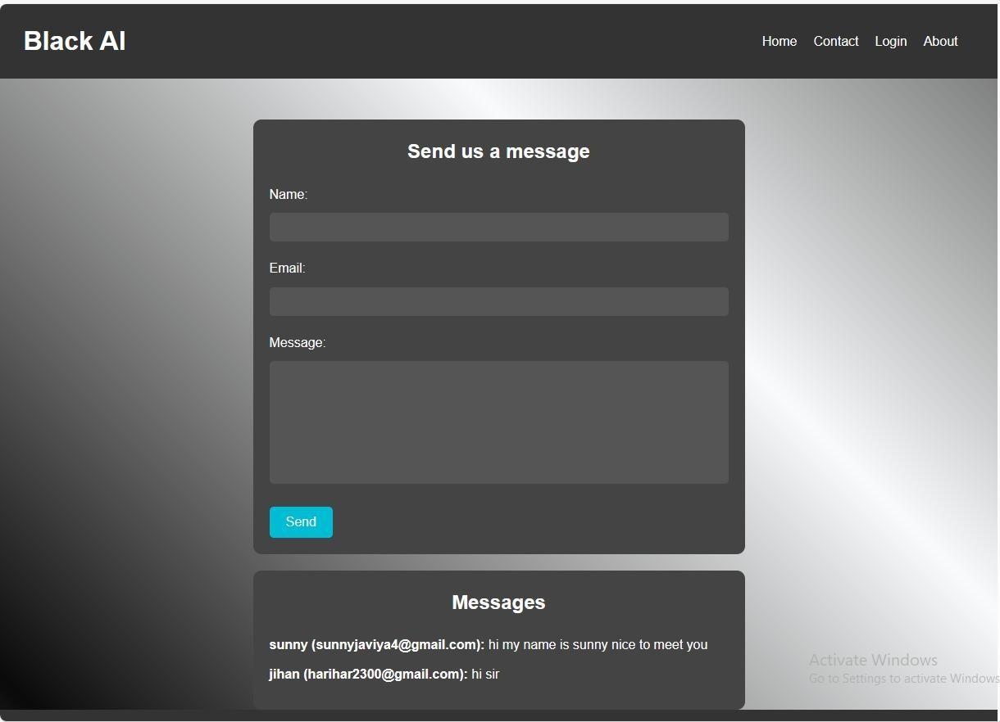 Black AI
Home Contact Login About
Send us a message
Name:
Email:
Message:
Send
Messages
sunny (sunnyjaviya4@gmail.com): hi my name is sunny nice to meet you
jihan (harihar2300@gmail.com): hi sir
Activate Windows
Go to Settings to activate Windows